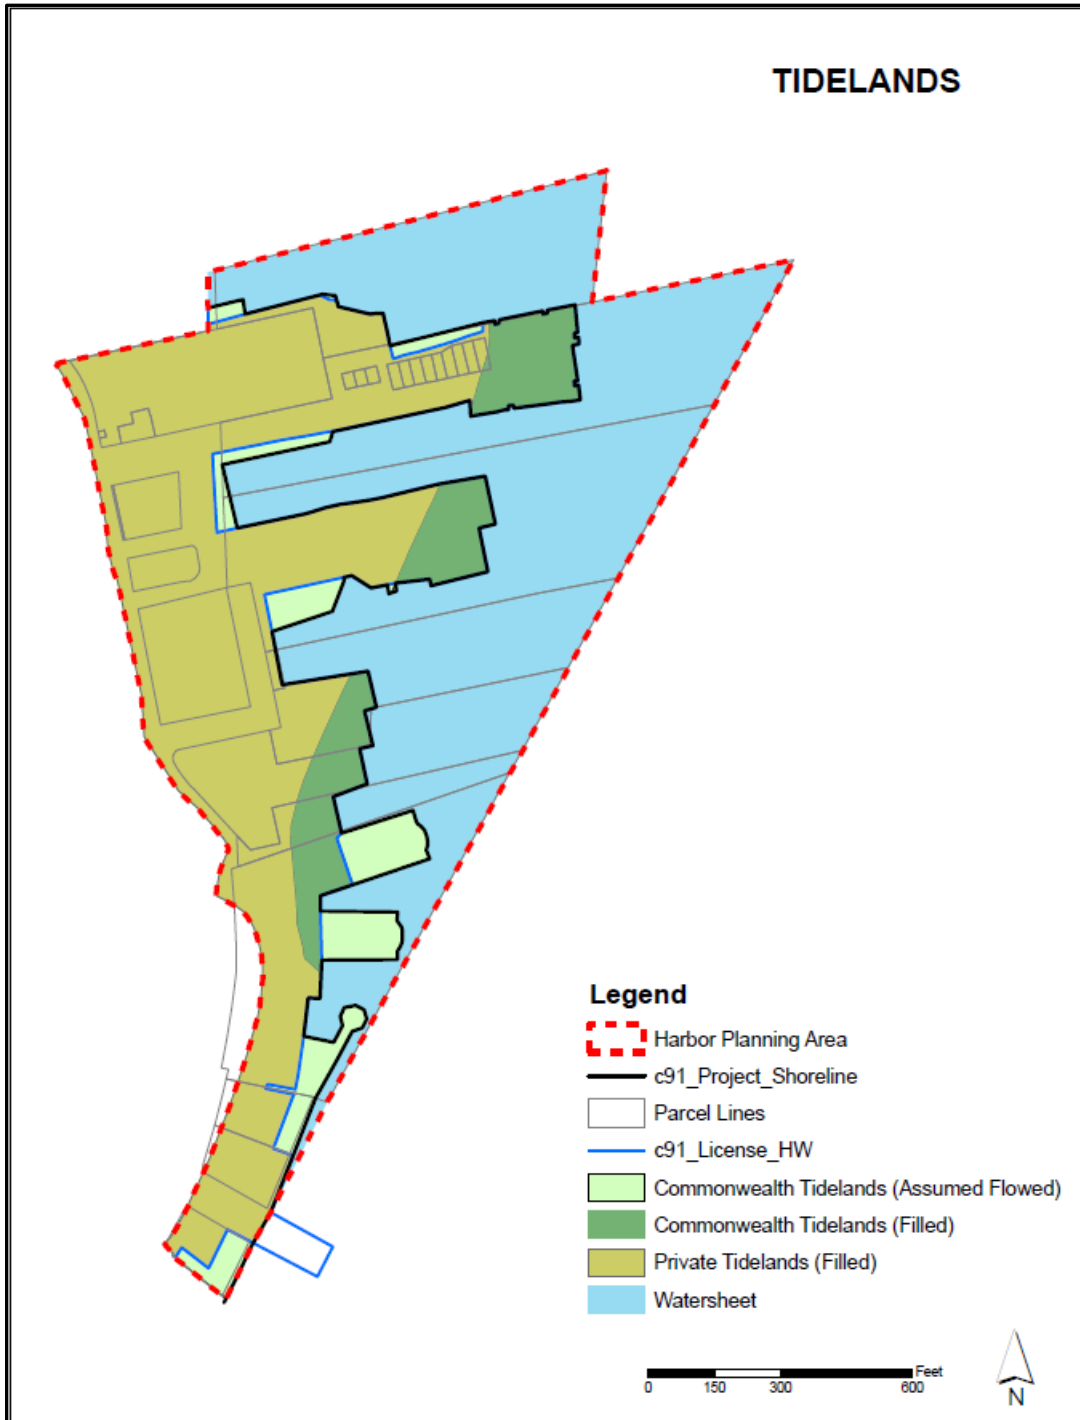 TIDELANDS
Legend
Harbor Planning Area
c91_Project_Shoreline
Parcel Lines
c91_License_HW
Commonwealth Tidelands (Assumed Flowed)
Commonwealth Tidelands (Filled)
Private Tidelands (Filled)
Watersheet
Feet
0 150 300 600
N